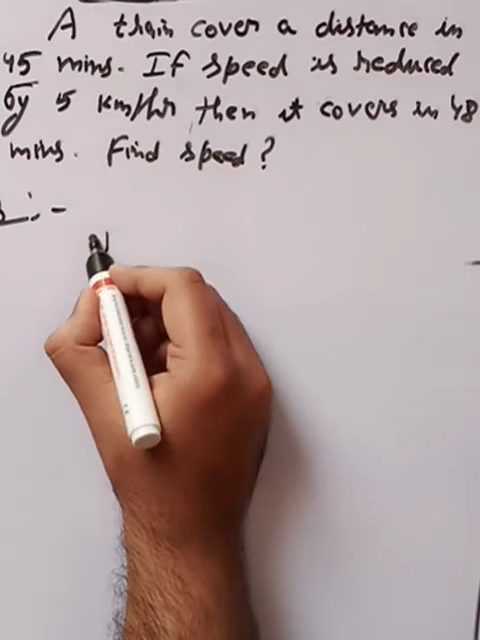 A train cover a distance in
45 mins. If speed is reduced
by 5 Km/hr then it covers in 48
mins. Find speed?